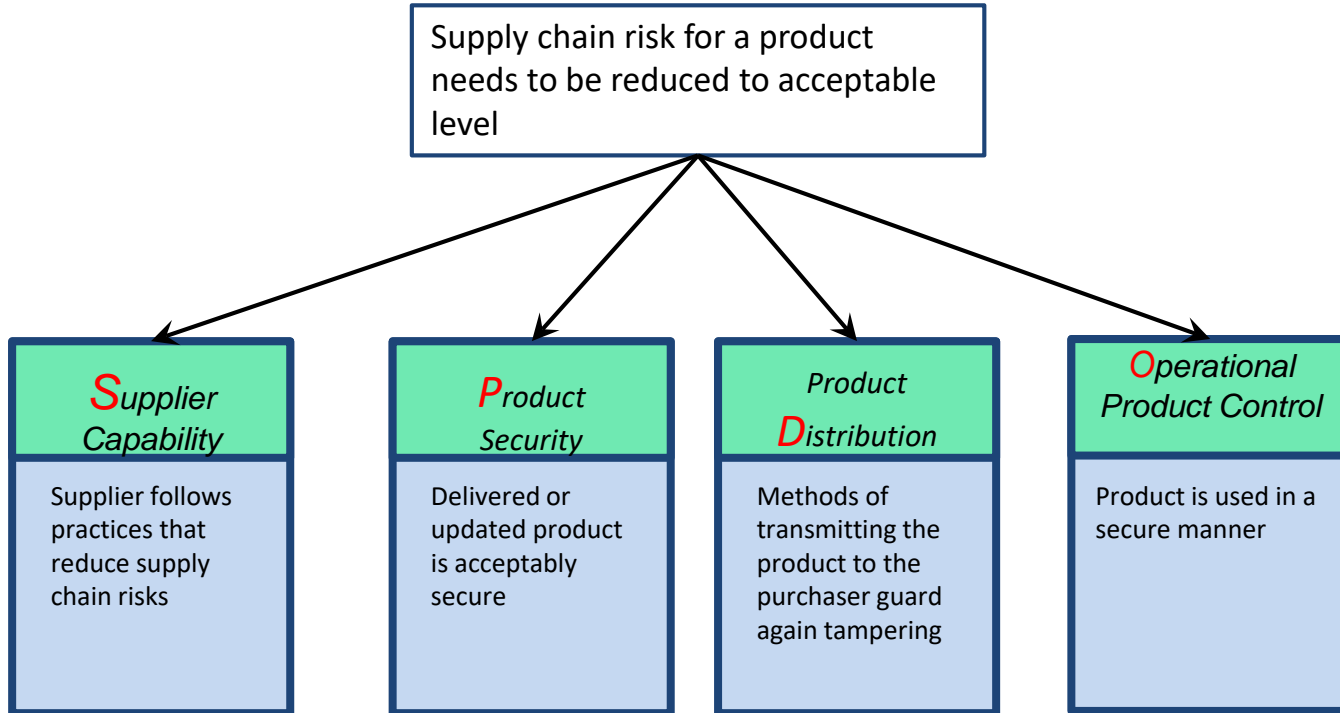 Supply chain risk for a product
needs to be reduced to acceptable
level
Supplier
Capability
Supplier follows
practices that
reduce supply
chain risks
Product
Security
Delivered or
updated product
is acceptably
secure
Product
Distribution
Methods of
transmitting the
product to the
purchaser guard
again tampering
Operational
Product Control
Product is used in a
secure manner